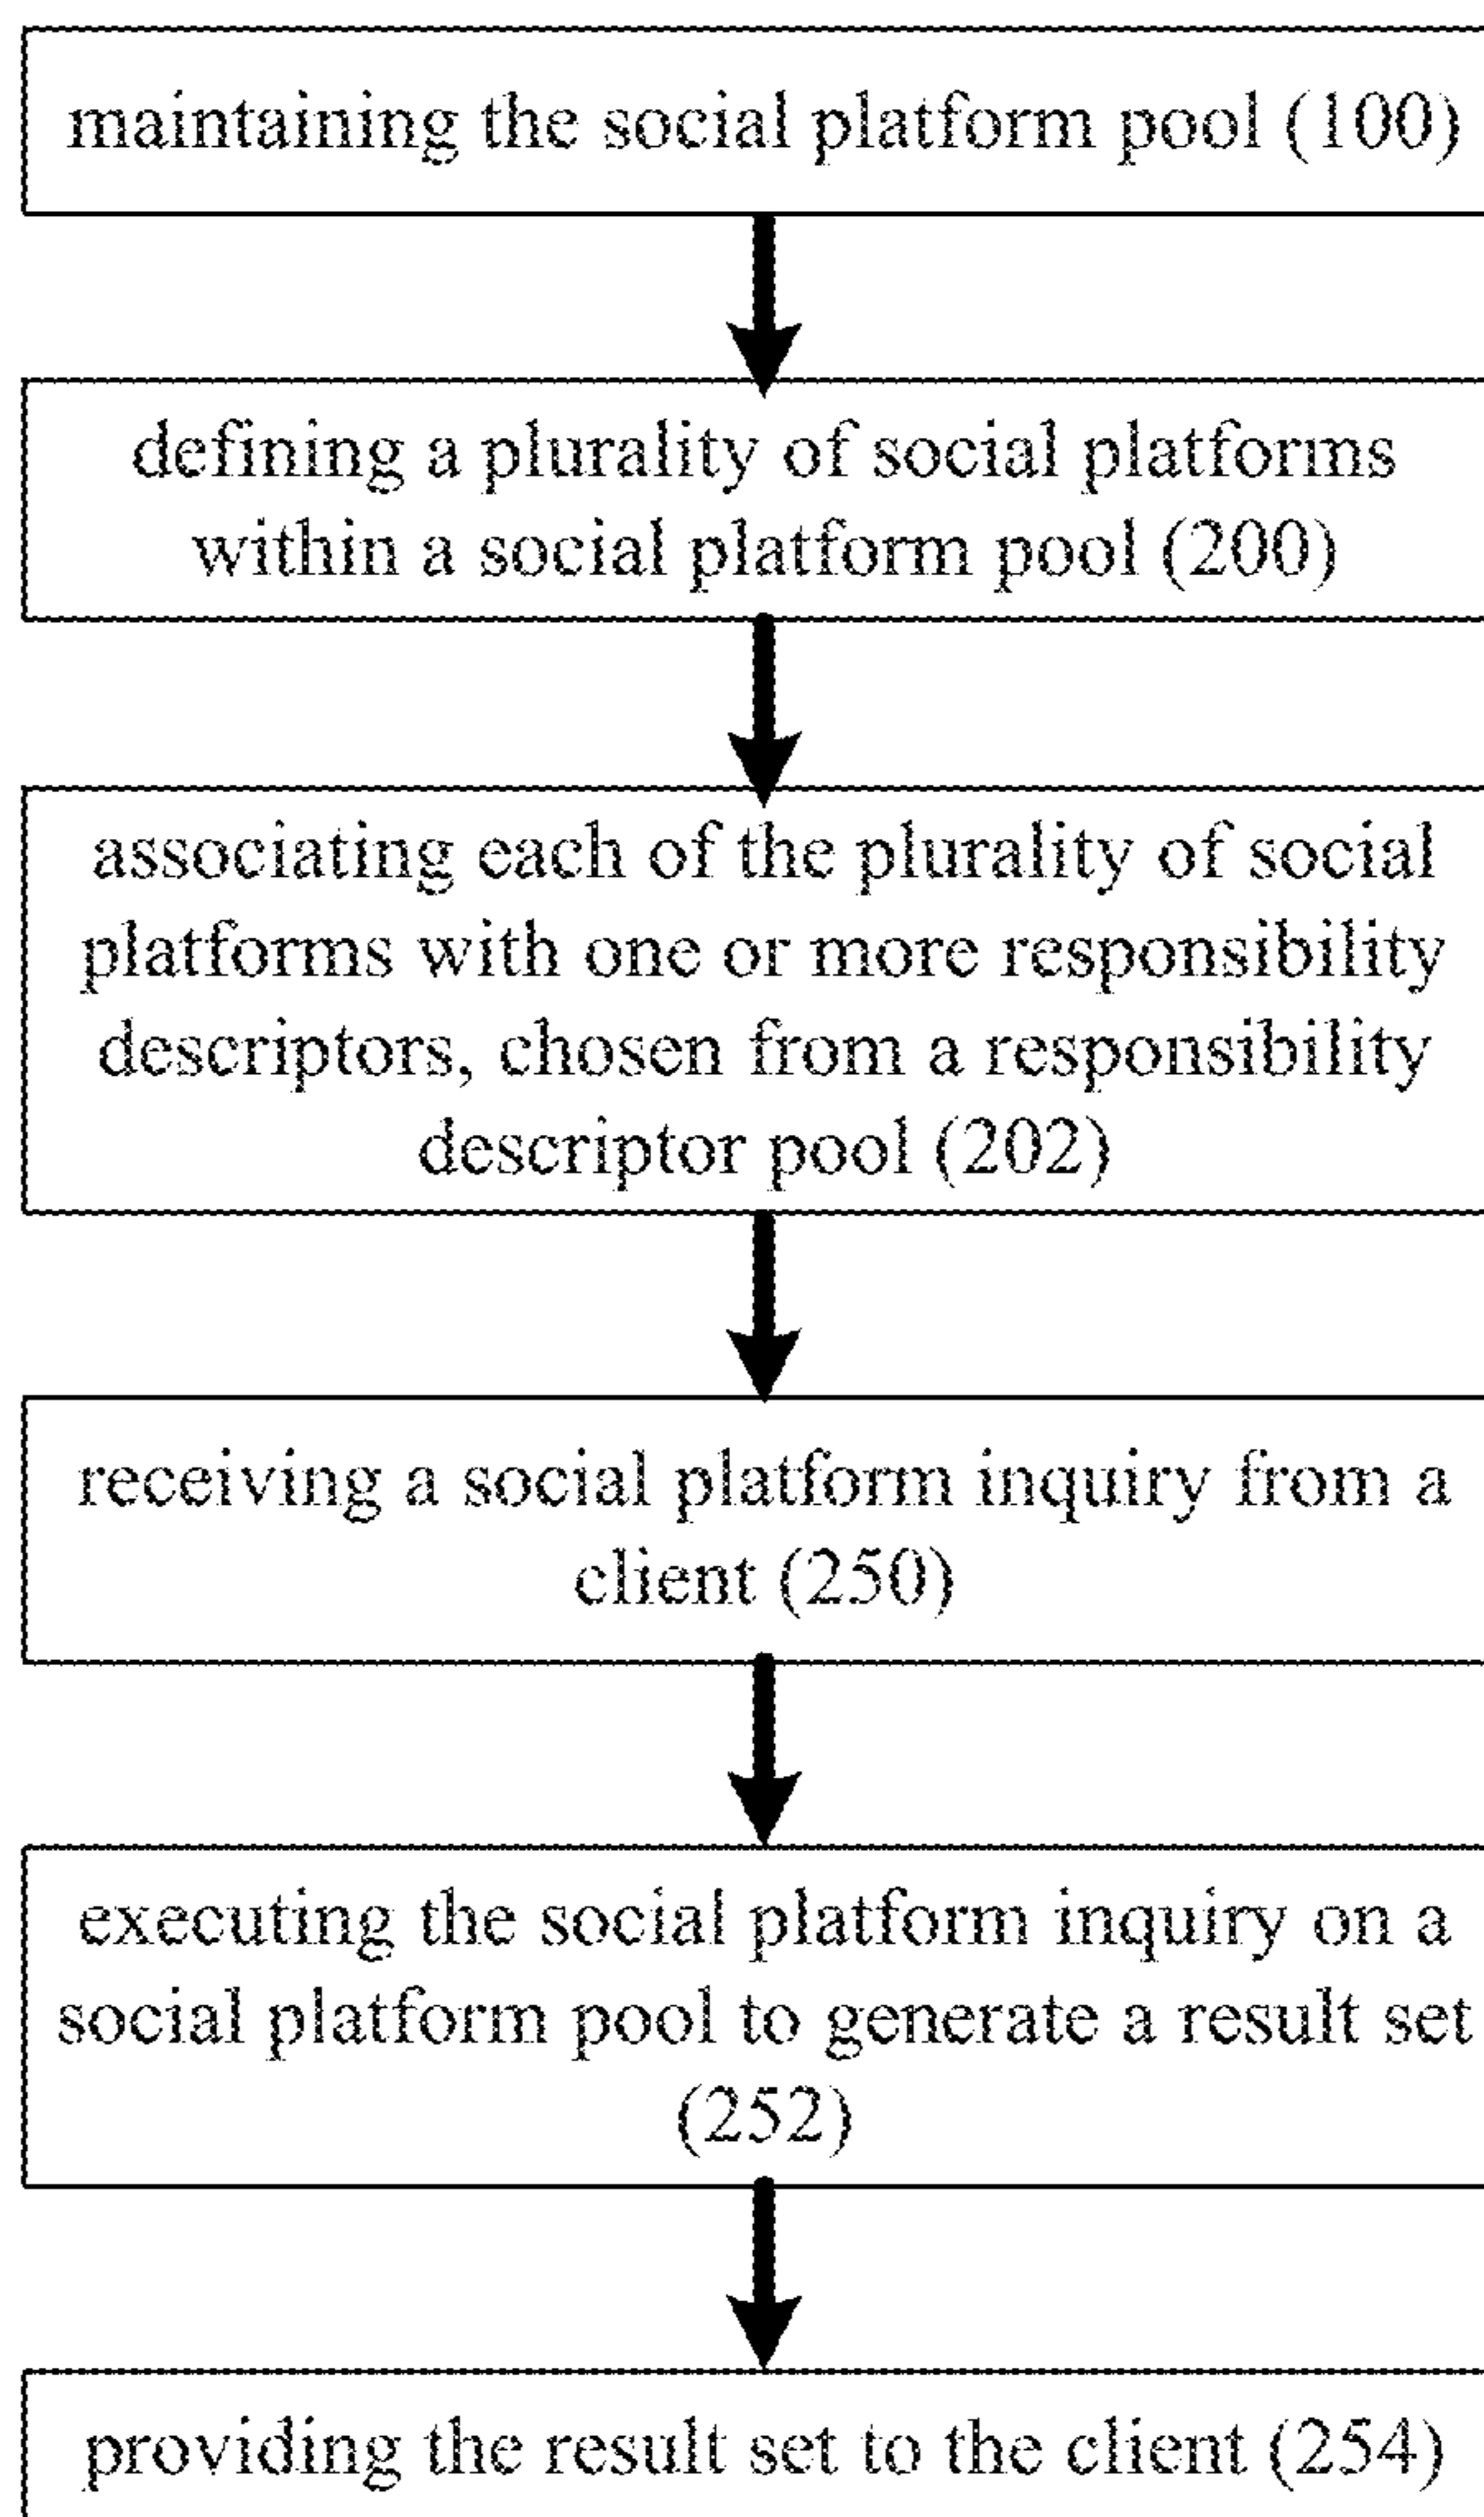 maintaining the social platform pool (100)
defining a plurality of social platforms
within a social platform pool (200)
associating each of the plurality of social
platforms with one or more responsibility
descriptors, chosen from a responsibility
descriptor pool (202)
receiving a social platform inquiry from a
client (250)
executing the social platform inquiry on a
social platform pool to generate a result set
(252)
providing the result set to the client (254)